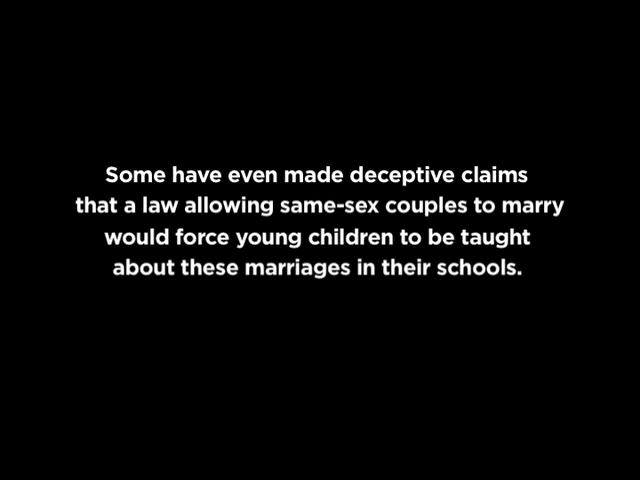 Some have even made deceptive claims
that a law allowing same-sex couples to marry
would force young children to be taught
about these marriages in their schools.